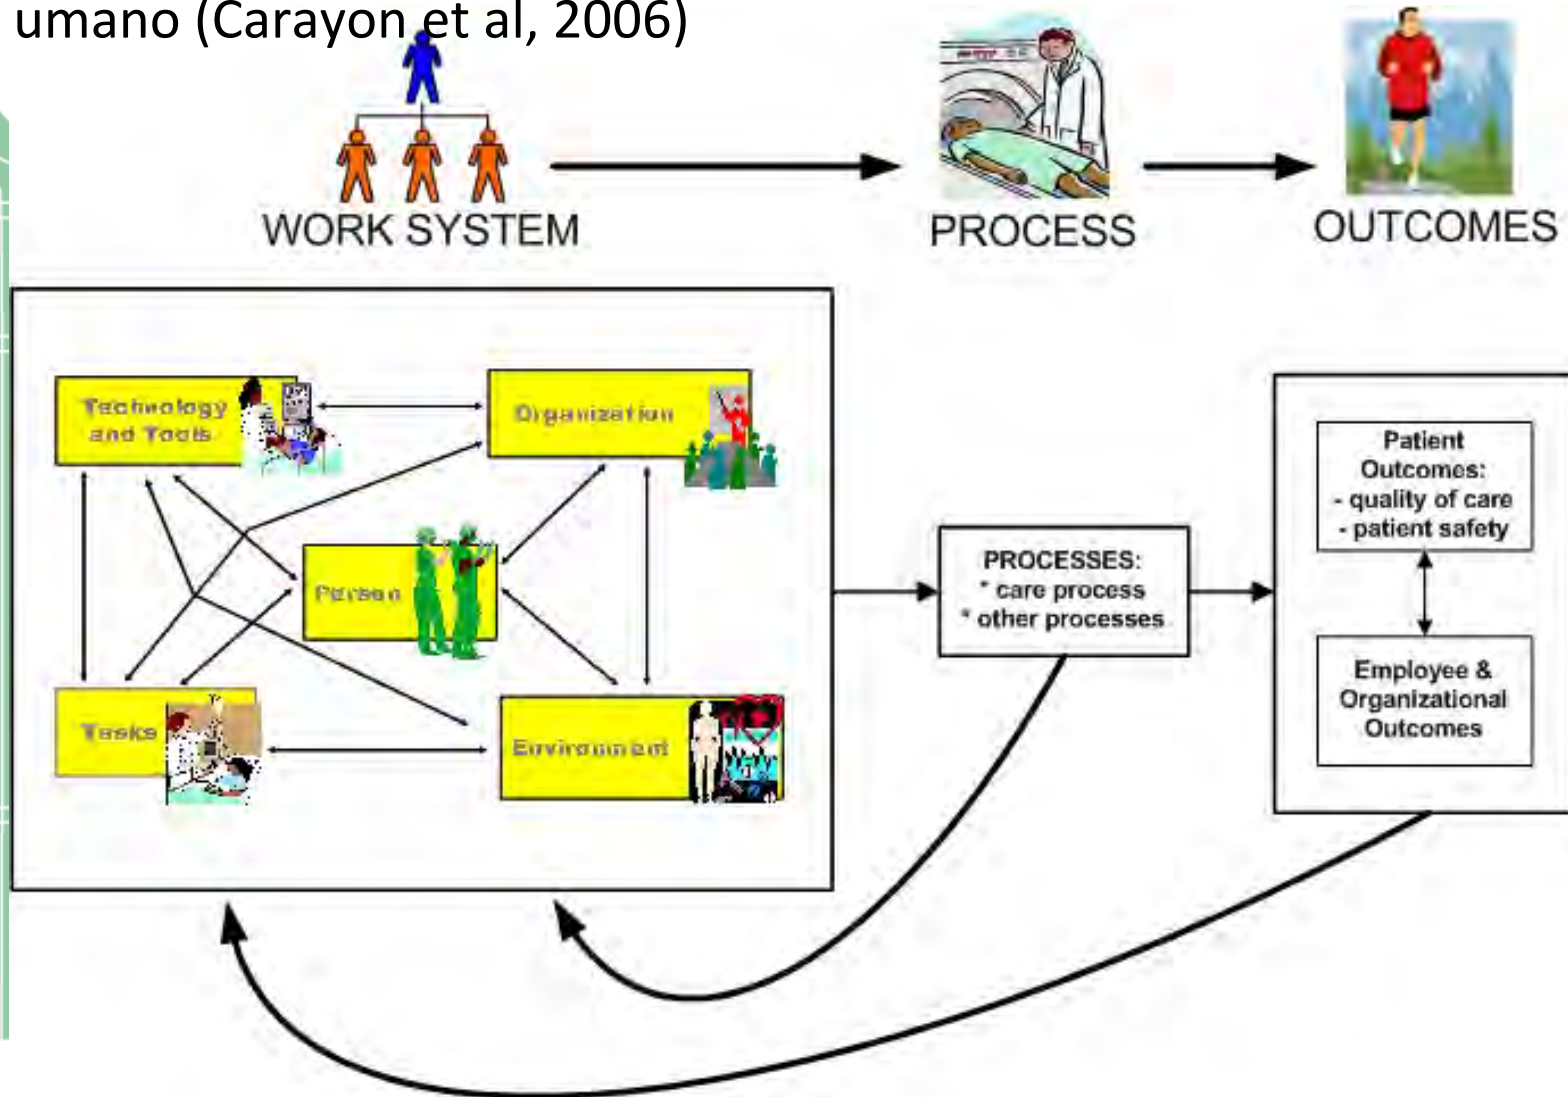 umano (Carayon et al, 2006)
WORK SYSTEM
PROCESS
OUTCOMES
Technology
and Tools
Organization
Person
Tasks
Environment
PROCESSES:
* care process
* other processes
Patient
Outcomes:
- quality of care
- patient safety
Employee &
Organizational
Outcomes